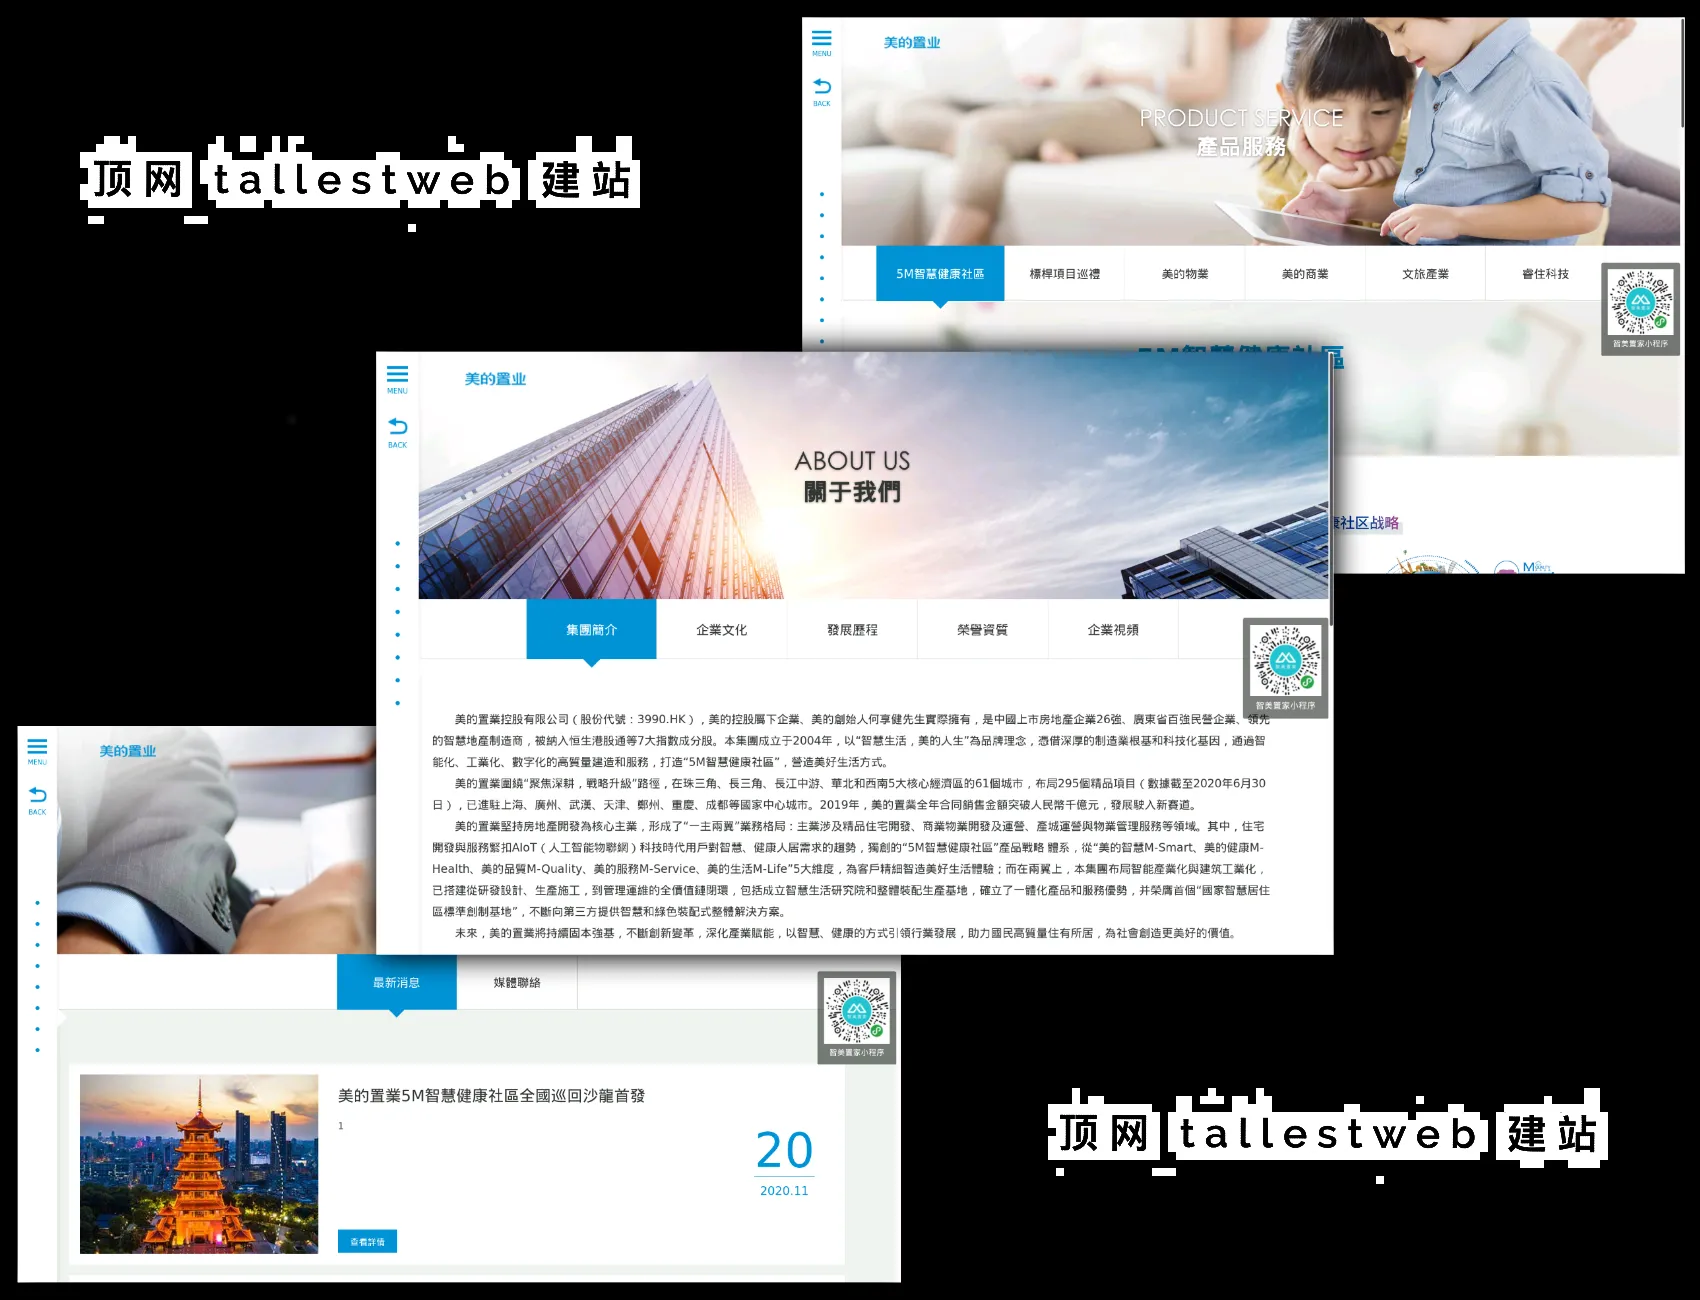 顶网 tallestweb 建站
MENU
BACK
美的置业
PRODUCT SERVICE
產品服務
5M智慧健康社區
標桿項目巡禮
美的物業
美的商業
文旅產業
睿住科技
智美置家小程序
5M智慧健康社區
康社区战略
MENU
BACK
美的置业
ABOUT US
關于我們
集團簡介
企業文化
發展歷程
榮譽資質
企業視頻
智美置家小程序
美的置業控股有限公司（股份代號：3990.HK），美的控股屬下企業、美的創始人何享健先生實際擁有，是中國上市房地產企業26強、廣東省百強民營企業、領先
的智慧地產制造商，被納入恒生港股通等7大指數成分股。本集團成立于2004年，以“智慧生活，美的人生”為品牌理念，憑借深厚的制造業根基和科技化基因，通過智
能化、工業化、數字化的高質量建造和服務，打造“5M智慧健康社區”，營造美好生活方式。
美的置業圍繞“聚焦深耕，戰略升級”路徑，在珠三角、長三角、長江中游、華北和西南5大核心經濟區的61個城市，布局295個精品項目（數據截至2020年6月30
日），已進駐上海、廣州、武漢、天津、鄭州、重慶、成都等國家中心城市。2019年，美的置業全年合同銷售金額突破人民幣千億元，發展駛入新賽道。
美的置業堅持房地產開發為核心主業，形成了“一主兩翼”業務格局：主業涉及精品住宅開發、商業物業開發及運營、產城運營與物業管理服務等領域。其中，住宅
開發與服務緊扣AIoT（人工智能物聯網）科技時代用戶對智慧、健康人居需求的趨勢，獨創的“5M智慧健康社區”產品戰略 體系，從“美的智慧M-Smart、美的健康M-
Health、美的品質M-Quality、美的服務M-Service、美的生活M-Life”5大維度，為客戶精細智造美好生活體驗；而在兩翼上，本集團布局智能產業化與建筑工業化，
已搭建從研發設計、生產施工，到管理運維的全價值鏈閉環，包括成立智慧生活研究院和整體裝配生產基地，確立了一體化產品和服務優勢，并榮膺首個“國家智慧居住
區標準創制基地”，不斷向第三方提供智慧和綠色裝配式整體解決方案。
未來，美的置業將持續固本強基，不斷創新變革，深化產業賦能，以智慧、健康的方式引領行業發展，助力國民高質量住有所居，為社會創造更美好的價值。
MENU
BACK
美的置业
最新消息
媒體聯絡
智美置家小程序
美的置業5M智慧健康社區全國巡回沙龍首發
1
20
2020.11
查看詳情
顶网 tallestweb 建站